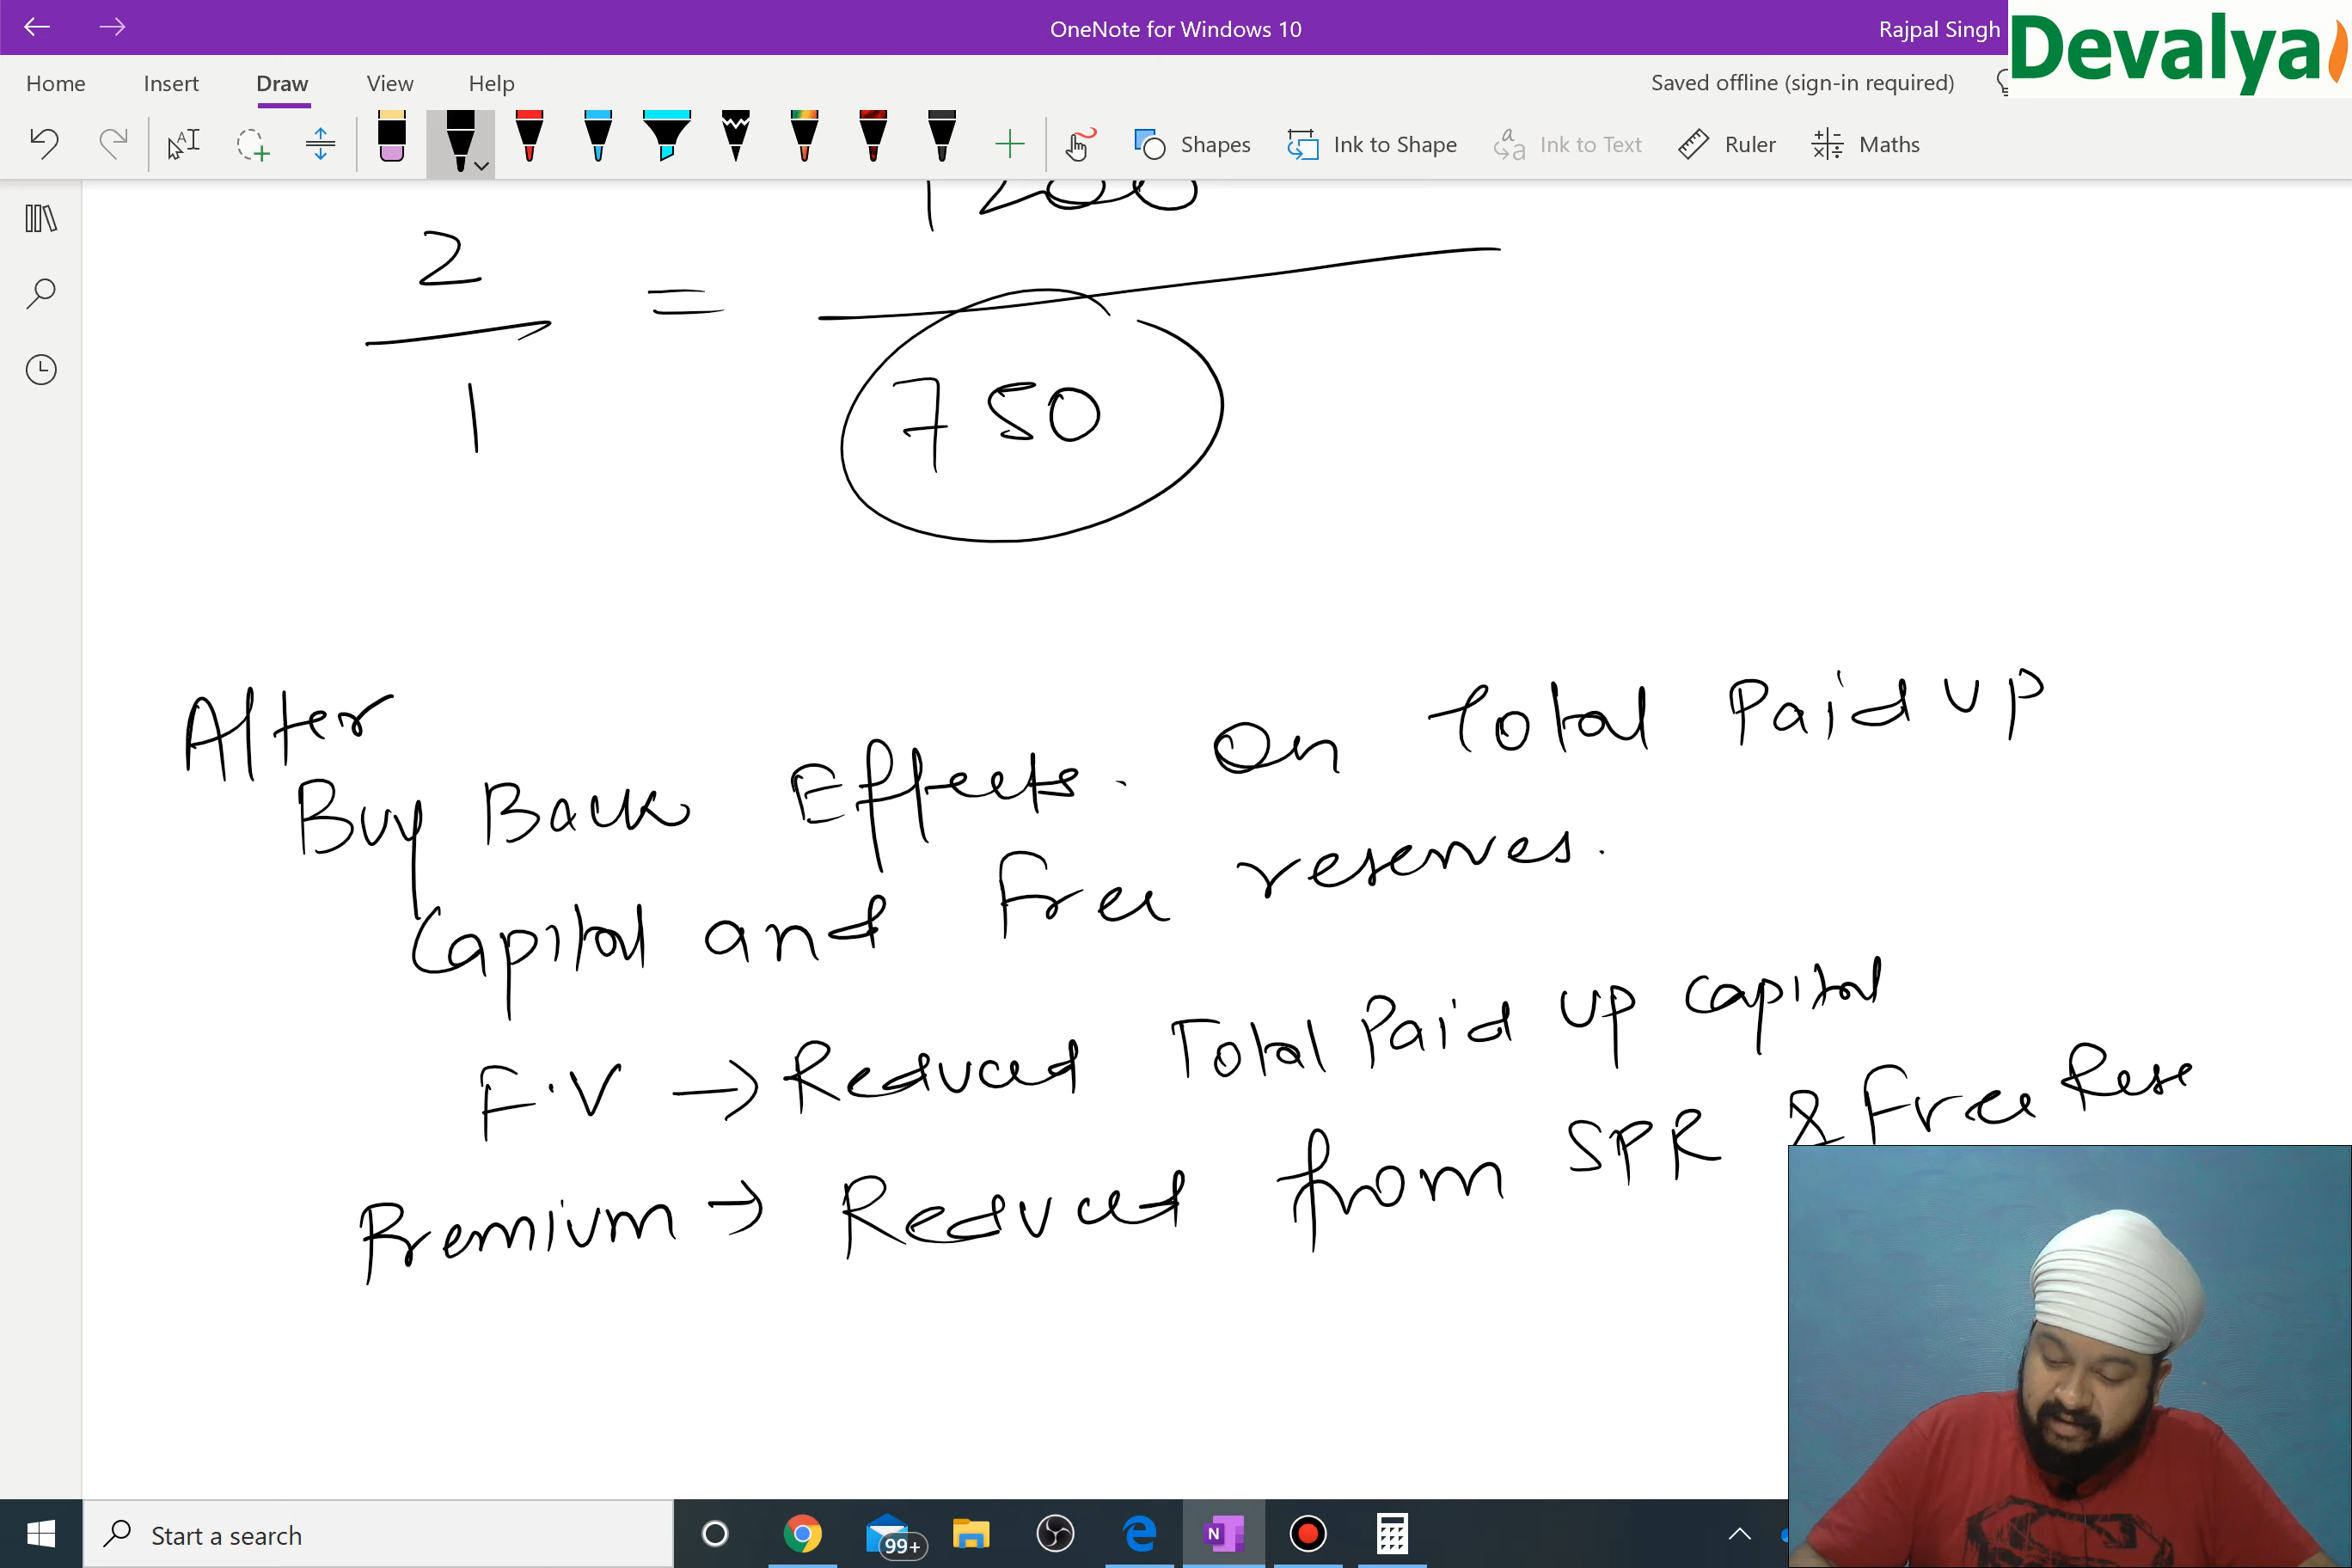 OneNote for Windows 10
Rajpal Singh
Devalya
Home Insert Draw View Help
Saved offline (sign-in required)
Shapes Ink to Shape Ink to Text Ruler Maths
2 =
1 750
After
Buy Back Effects. On Total Paid up
Capital and Free reserves.
F.V → Reduced Total Paid up capital
Premium → Reduced from SPR & Free Rese
Start a search
99+